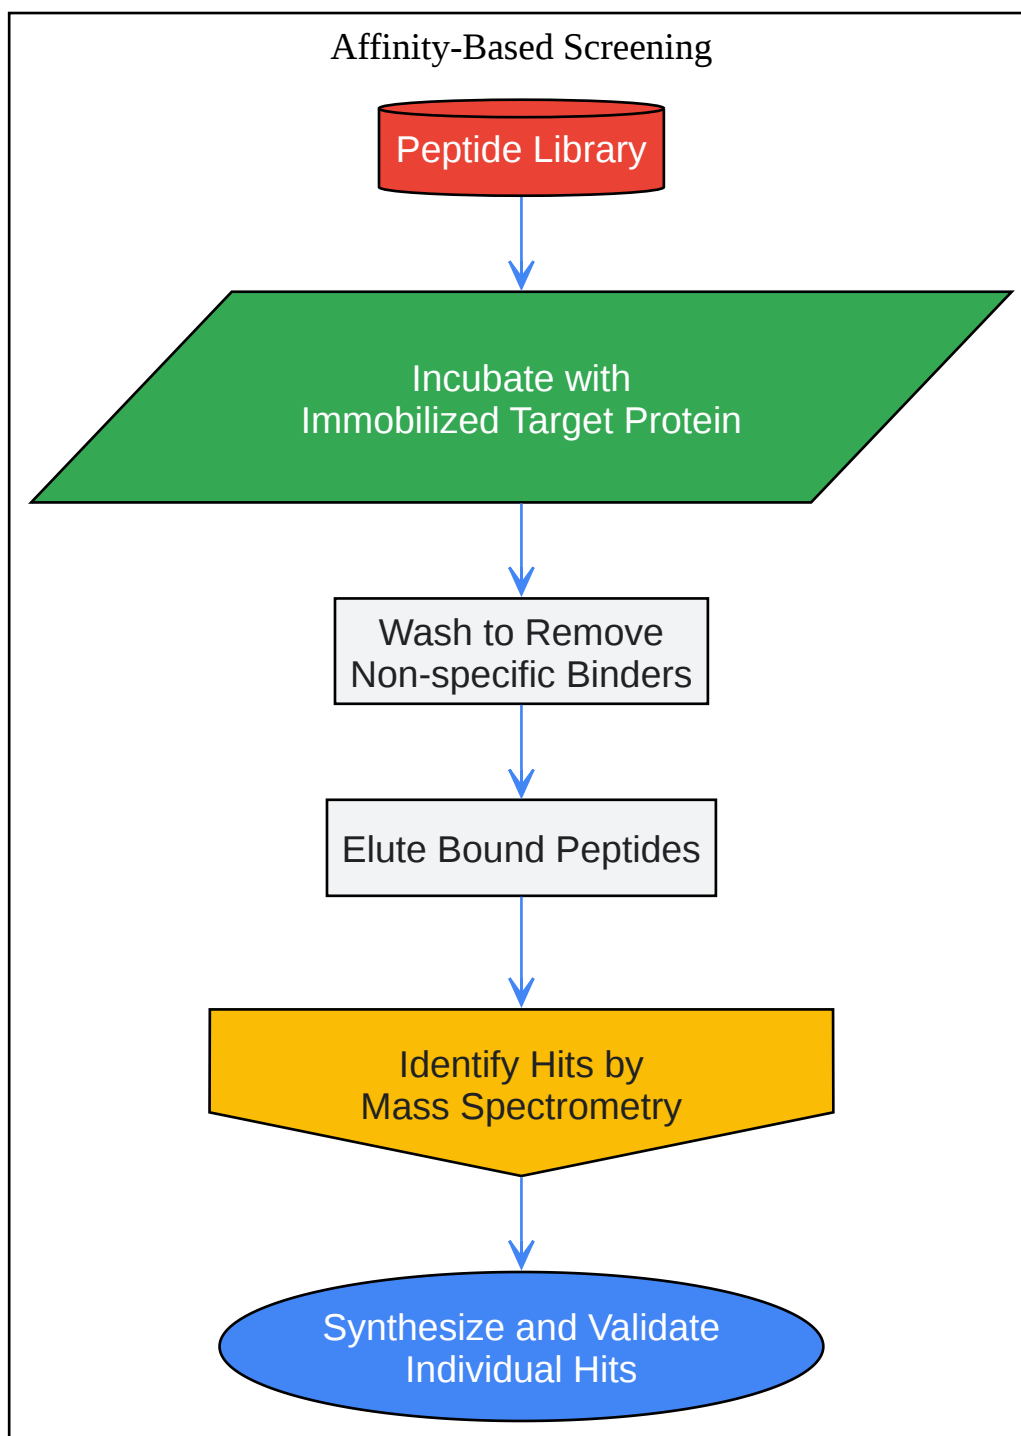 Affinity-Based Screening
Peptide Library
Incubate with
Immobilized Target Protein
Wash to Remove
Non-specific Binders
Elute Bound Peptides
Identify Hits by
Mass Spectrometry
Synthesize and Validate
Individual Hits